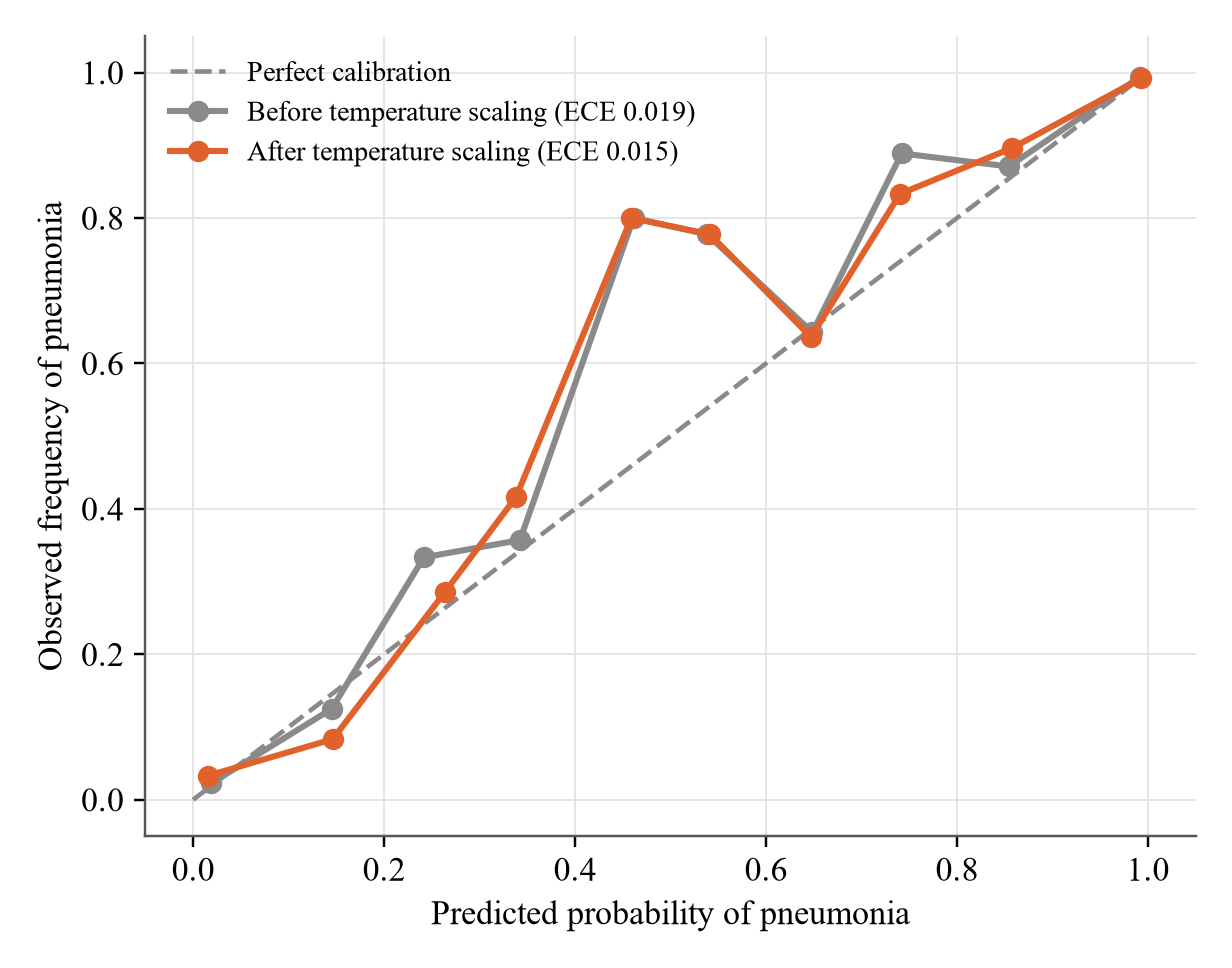 Perfect calibration
Before temperature scaling (ECE 0.019)
After temperature scaling (ECE 0.015)
Observed frequency of pneumonia
1.0
0.8
0.6
0.4
0.2
0.0
0.0 0.2 0.4 0.6 0.8 1.0
Predicted probability of pneumonia